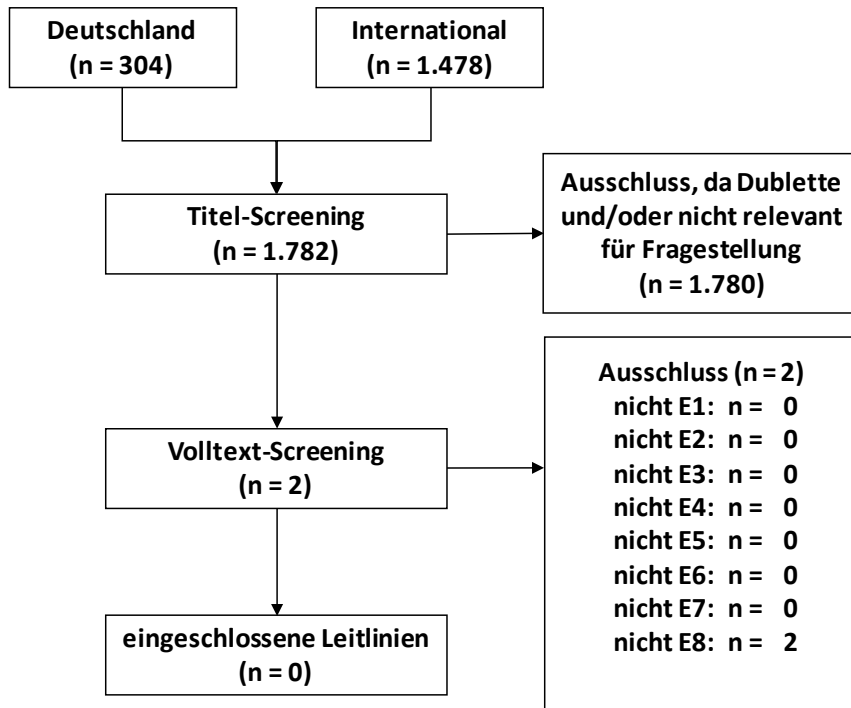 Deutschland
(n = 304)
International
(n = 1.478)
Titel-Screening
(n = 1.782)
Ausschluss, da Dublette
und/oder nicht relevant
für Fragestellung
(n = 1.780)
Volltext-Screening
(n = 2)
Ausschluss (n = 2)
nicht E1: n = 0
nicht E2: n = 0
nicht E3: n = 0
nicht E4: n = 0
nicht E5: n = 0
nicht E6: n = 0
nicht E7: n = 0
nicht E8: n = 2
eingeschlossene Leitlinien
(n = 0)